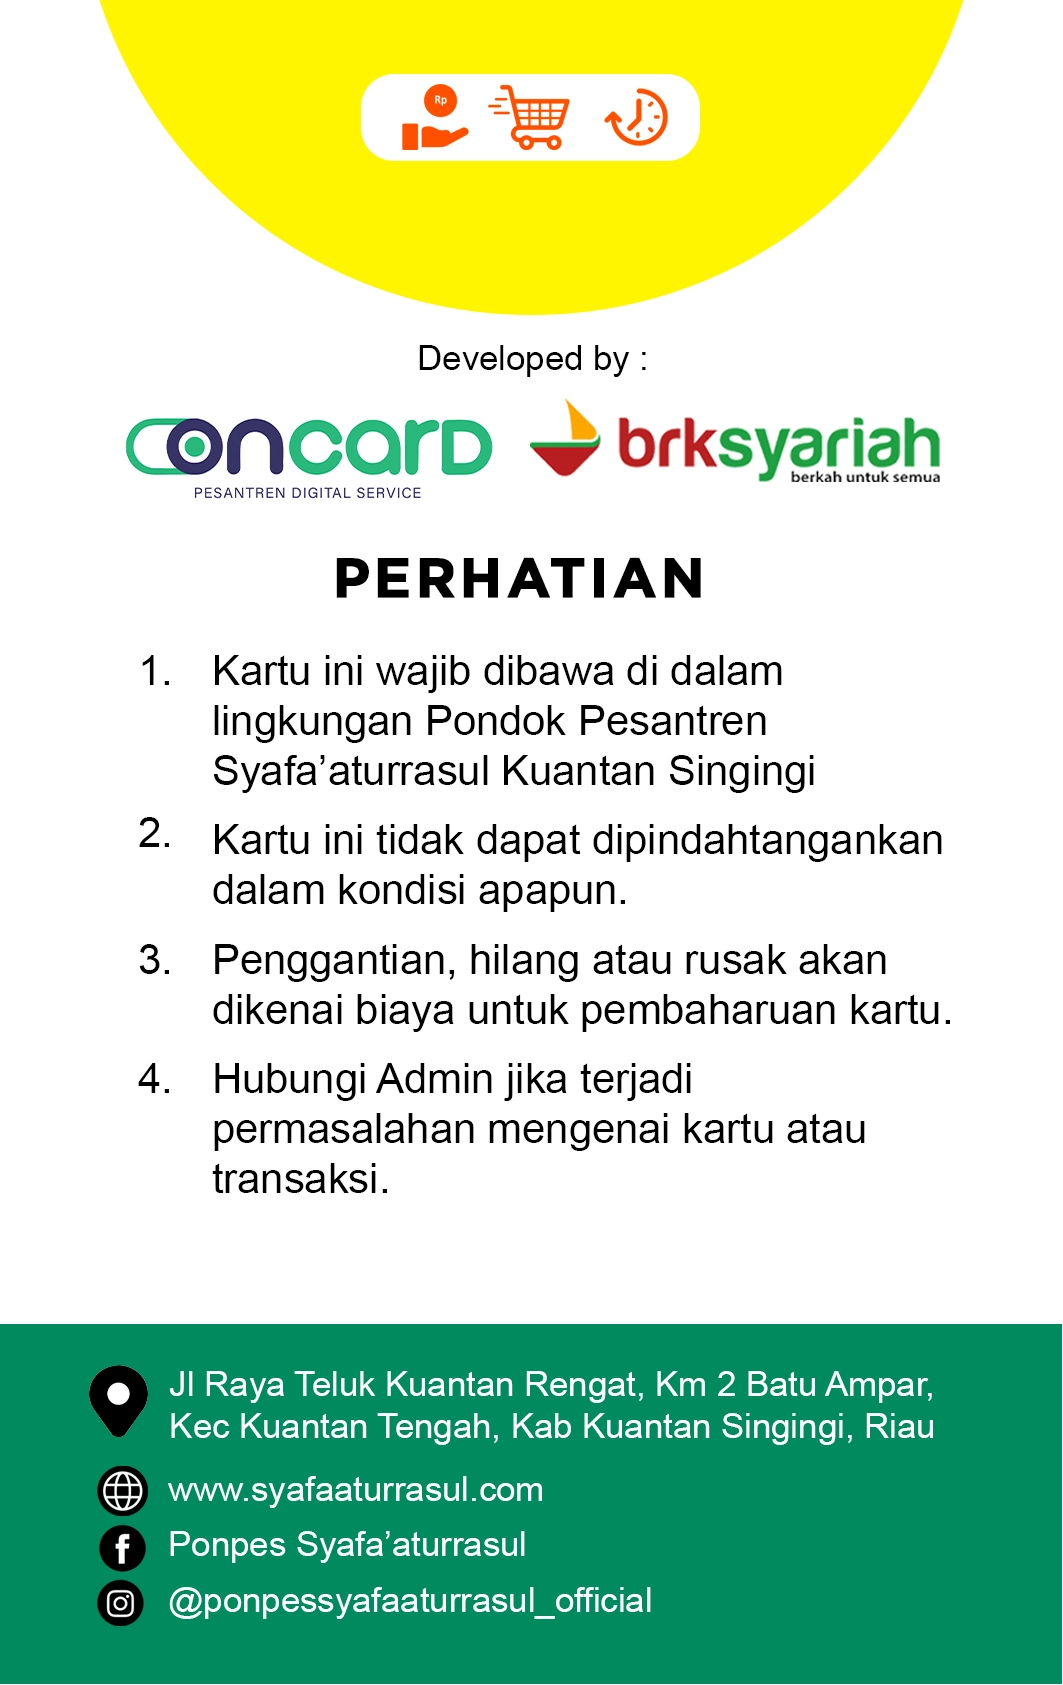 Rp
Developed by :
oncard
PESANTREN DIGITAL SERVICE
brksyariah
berkah untuk semua
PERHATIAN
1. Kartu ini wajib dibawa di dalam
lingkungan Pondok Pesantren
Syafa’aturrasul Kuantan Singingi
2. Kartu ini tidak dapat dipindahtangankan
dalam kondisi apapun.
3. Penggantian, hilang atau rusak akan
dikenai biaya untuk pembaharuan kartu.
4. Hubungi Admin jika terjadi
permasalahan mengenai kartu atau
transaksi.
Jl Raya Teluk Kuantan Rengat, Km 2 Batu Ampar,
Kec Kuantan Tengah, Kab Kuantan Singingi, Riau
www.syafaaturrasul.com
Ponpes Syafa’aturrasul
@ponpessyafaaturrasul_official